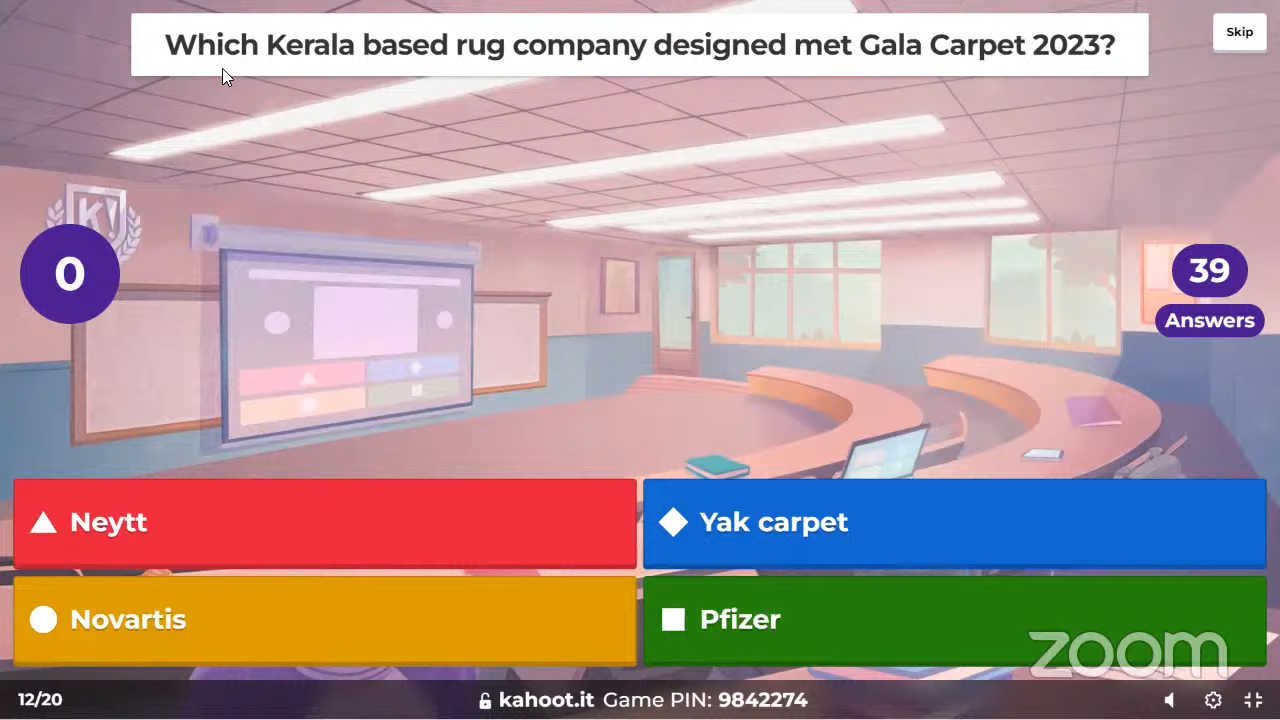 Which Kerala based rug company designed met Gala Carpet 2023?
Skip
K!
0
39
Answers
Neytt
Yak carpet
Novartis
Pfizer
zoom
12/20
kahoot.it Game PIN: 9842274